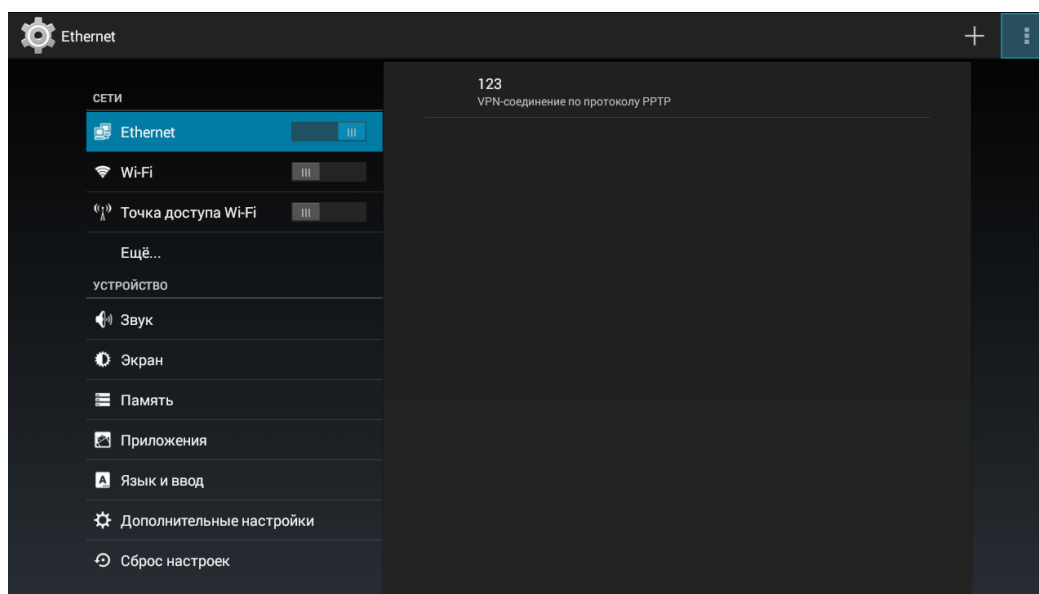 Ethernet
СЕТИ
Ethernet
Wi-Fi
Точка доступа Wi-Fi
Ещё...
УСТРОЙСТВО
Звук
Экран
Память
Приложения
Язык и ввод
Дополнительные настройки
Сброс настроек
123
VPN-соединение по протоколу PPTP